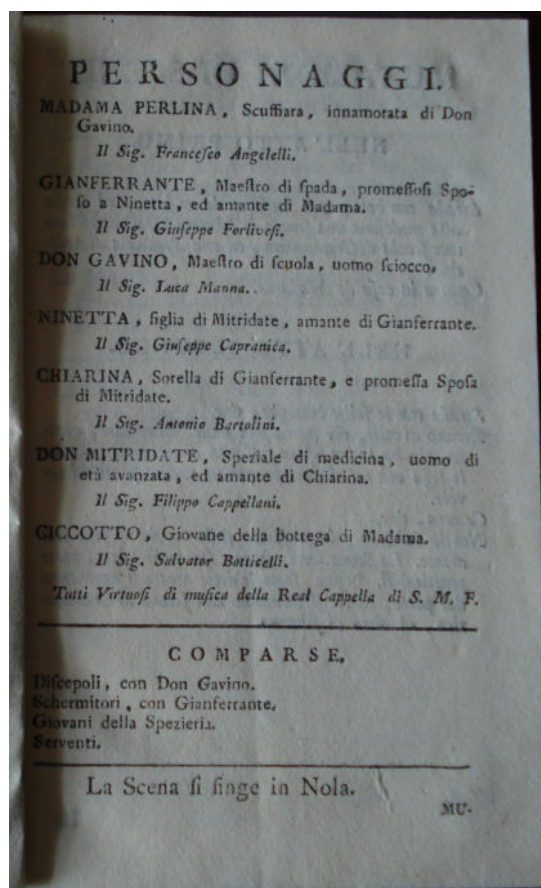 PERSONAGGI.
MADAMA PERLINA, Scuffiara, innamorata di Don
Gavino.
Il Sig. Franceſco Angelelli.
GIANFERRANTE, Maeſtro di ſpada, promeſſoſi Spo-
ſo a Ninetta, ed amante di Madama.
Il Sig. Giuſeppe Forliveſi.
DON GAVINO, Maeſtro di ſcuola, uomo ſciocco.
Il Sig. Luca Manna.
NINETTA, figlia di Mitridate, amante di Gianferrante.
Il Sig. Giuſeppe Capranica.
CHIARINA, Sorella di Gianferrante, e promeſſa Spoſa
di Mitridate.
Il Sig. Antonio Bartolini.
DON MITRIDATE, Speziale di medicina, uomo di
età avanzata, ed amante di Chiarina.
Il Sig. Filippo Cappellani.
CICCOTTO, Giovane della bottega di Madama.
Il Sig. Salvator Botticelli.
Tutti Virtuoſi di muſica della Real Cappella di S. M. F.
COMPARSE.
Diſcepoli, con Don Gavino.
Schermitori, con Gianferrante.
Giovani della Spezieria.
Serventi.
La Scena ſi finge in Nola.
MU-